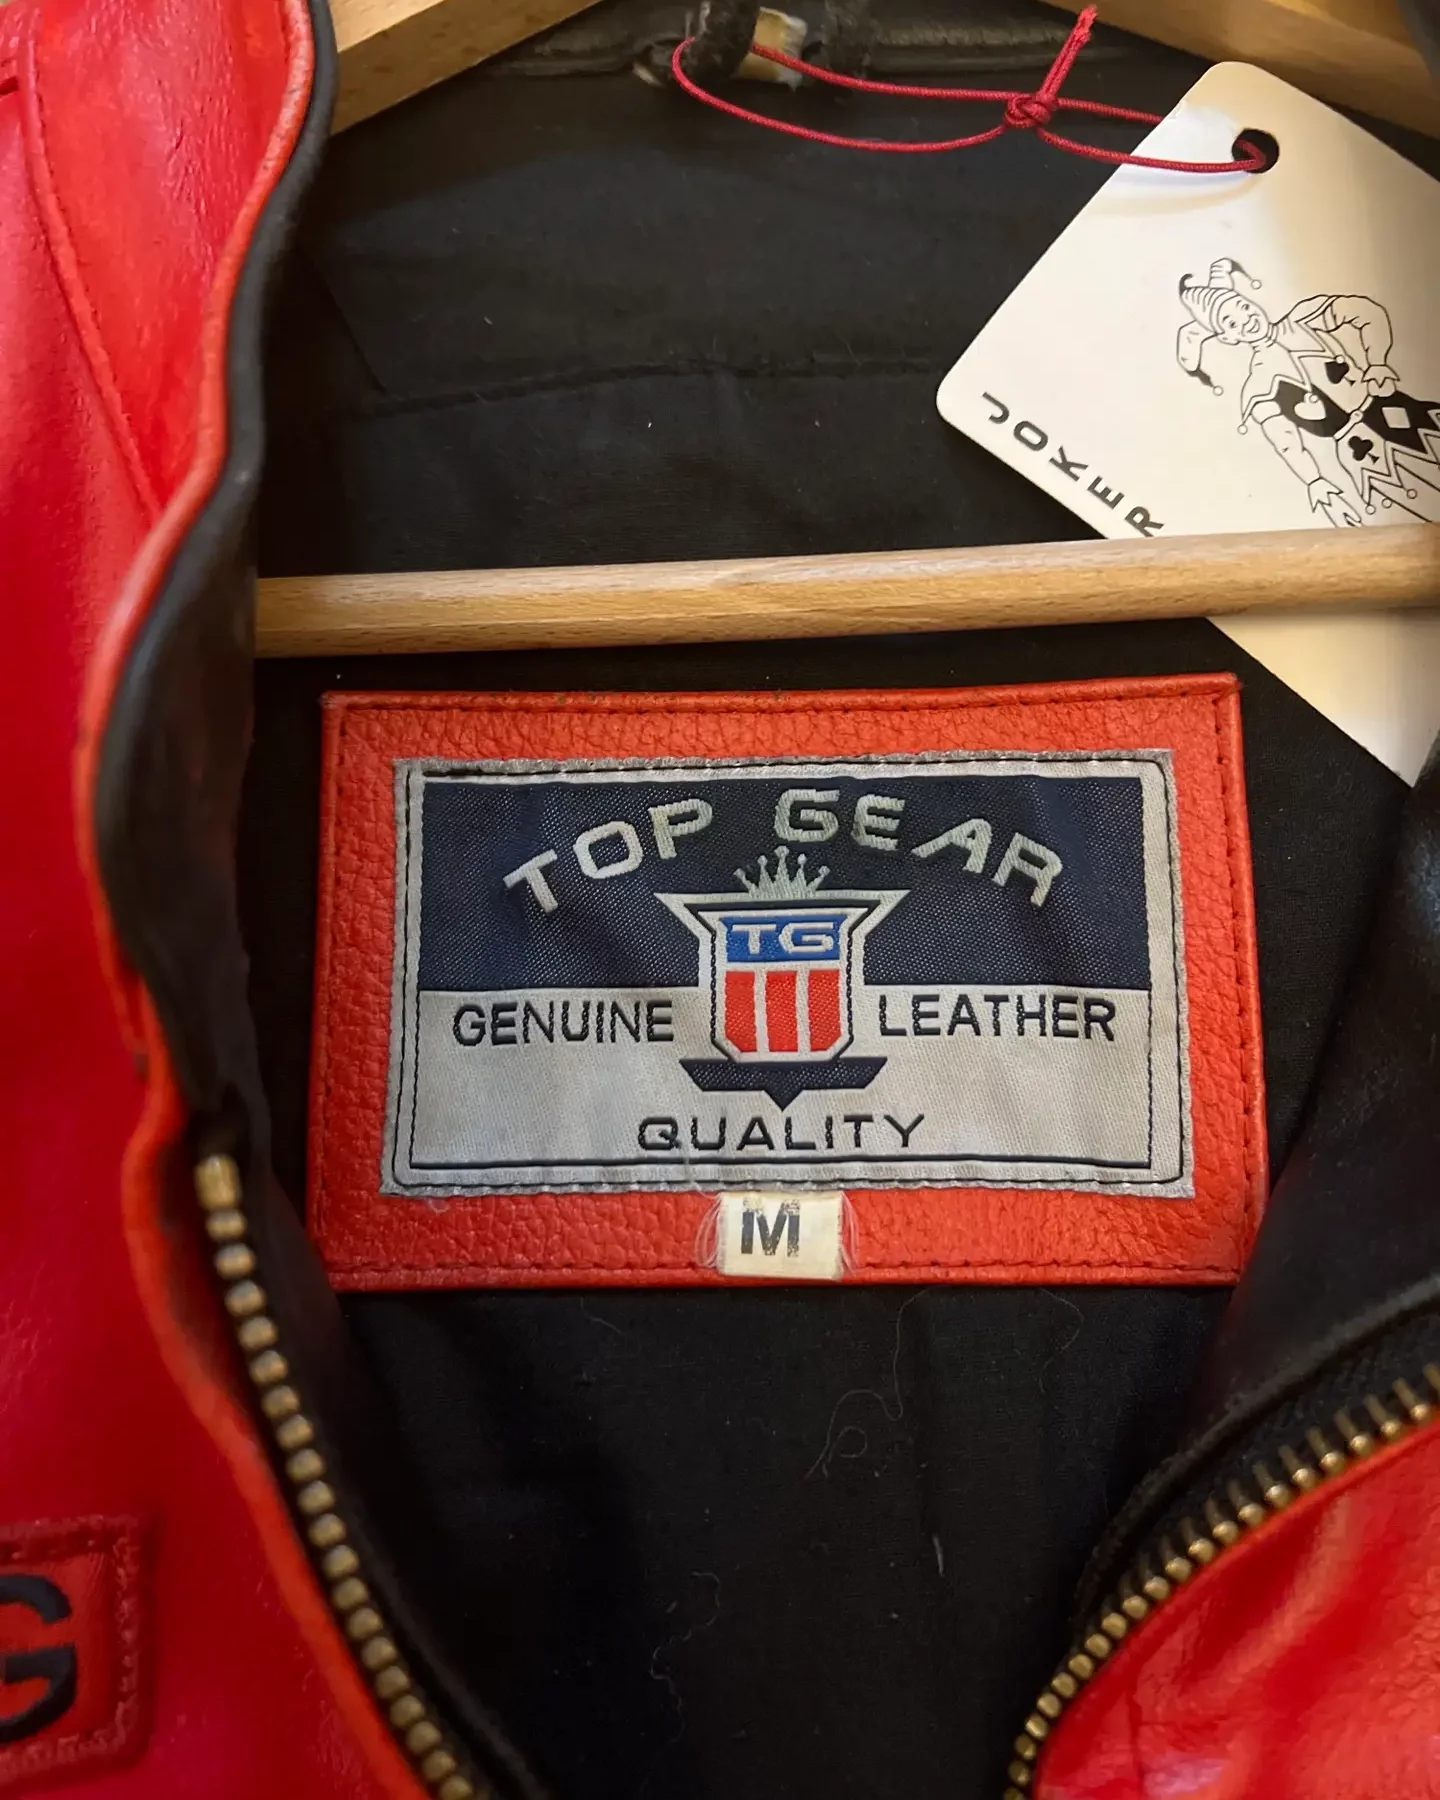 JOKER
TOP GEAR
TG
GENUINE LEATHER
QUALITY
M
G